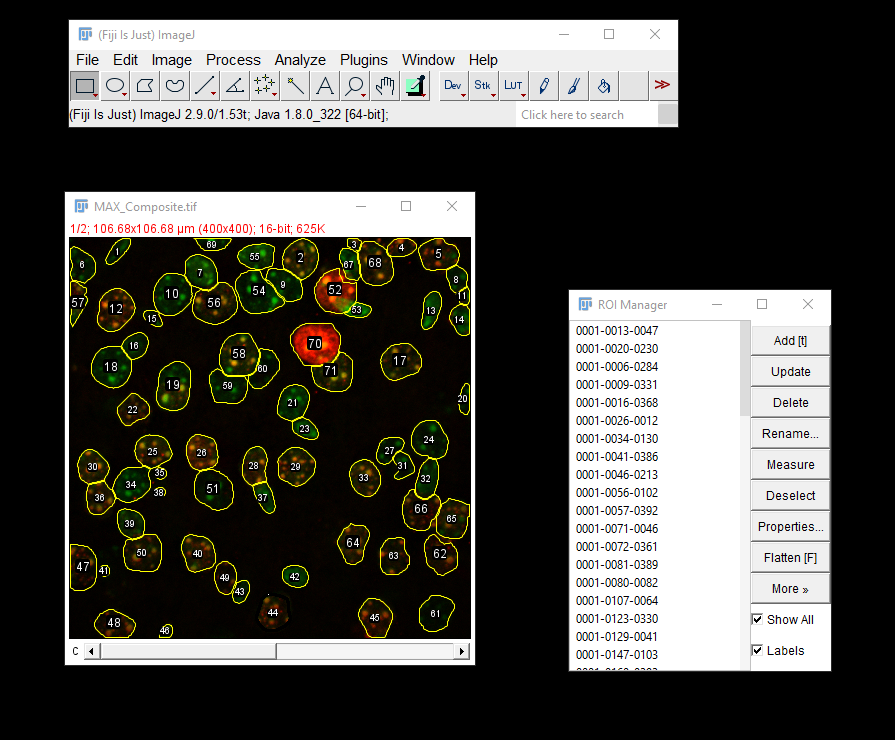 (Fiji Is Just) ImageJ
File Edit Image Process Analyze Plugins Window Help
Dev Stk LUT >>
(Fiji Is Just) ImageJ 2.9.0/1.53t; Java 1.8.0_322 [64-bit]; Click here to search
MAX_Composite.tif
1/2; 106.68x106.68 µm (400x400); 16-bit; 625K
69 3 4
1 55 2 5
6 7 67 68
8
10 54 9 52 1
57 12 56 53 13
15 14
16 70
18 58 17
60 71
19 59
22 21 20
23
24
25 26 27
30 28 29 31
35 33 32
34 38 51
36 37 66
39 65
50 40 64 63 62
47 41
49 42
43
48 44 45 61
46
c
ROI Manager
0001-0013-0047
0001-0020-0230
0001-0006-0284
0001-0009-0331
0001-0016-0368
0001-0026-0012
0001-0034-0130
0001-0041-0386
0001-0046-0213
0001-0056-0102
0001-0057-0392
0001-0071-0046
0001-0072-0361
0001-0081-0389
0001-0080-0082
0001-0107-0064
0001-0123-0330
0001-0129-0041
0001-0147-0103
Add [t]
Update
Delete
Rename...
Measure
Deselect
Properties...
Flatten [F]
More »
Show All
Labels